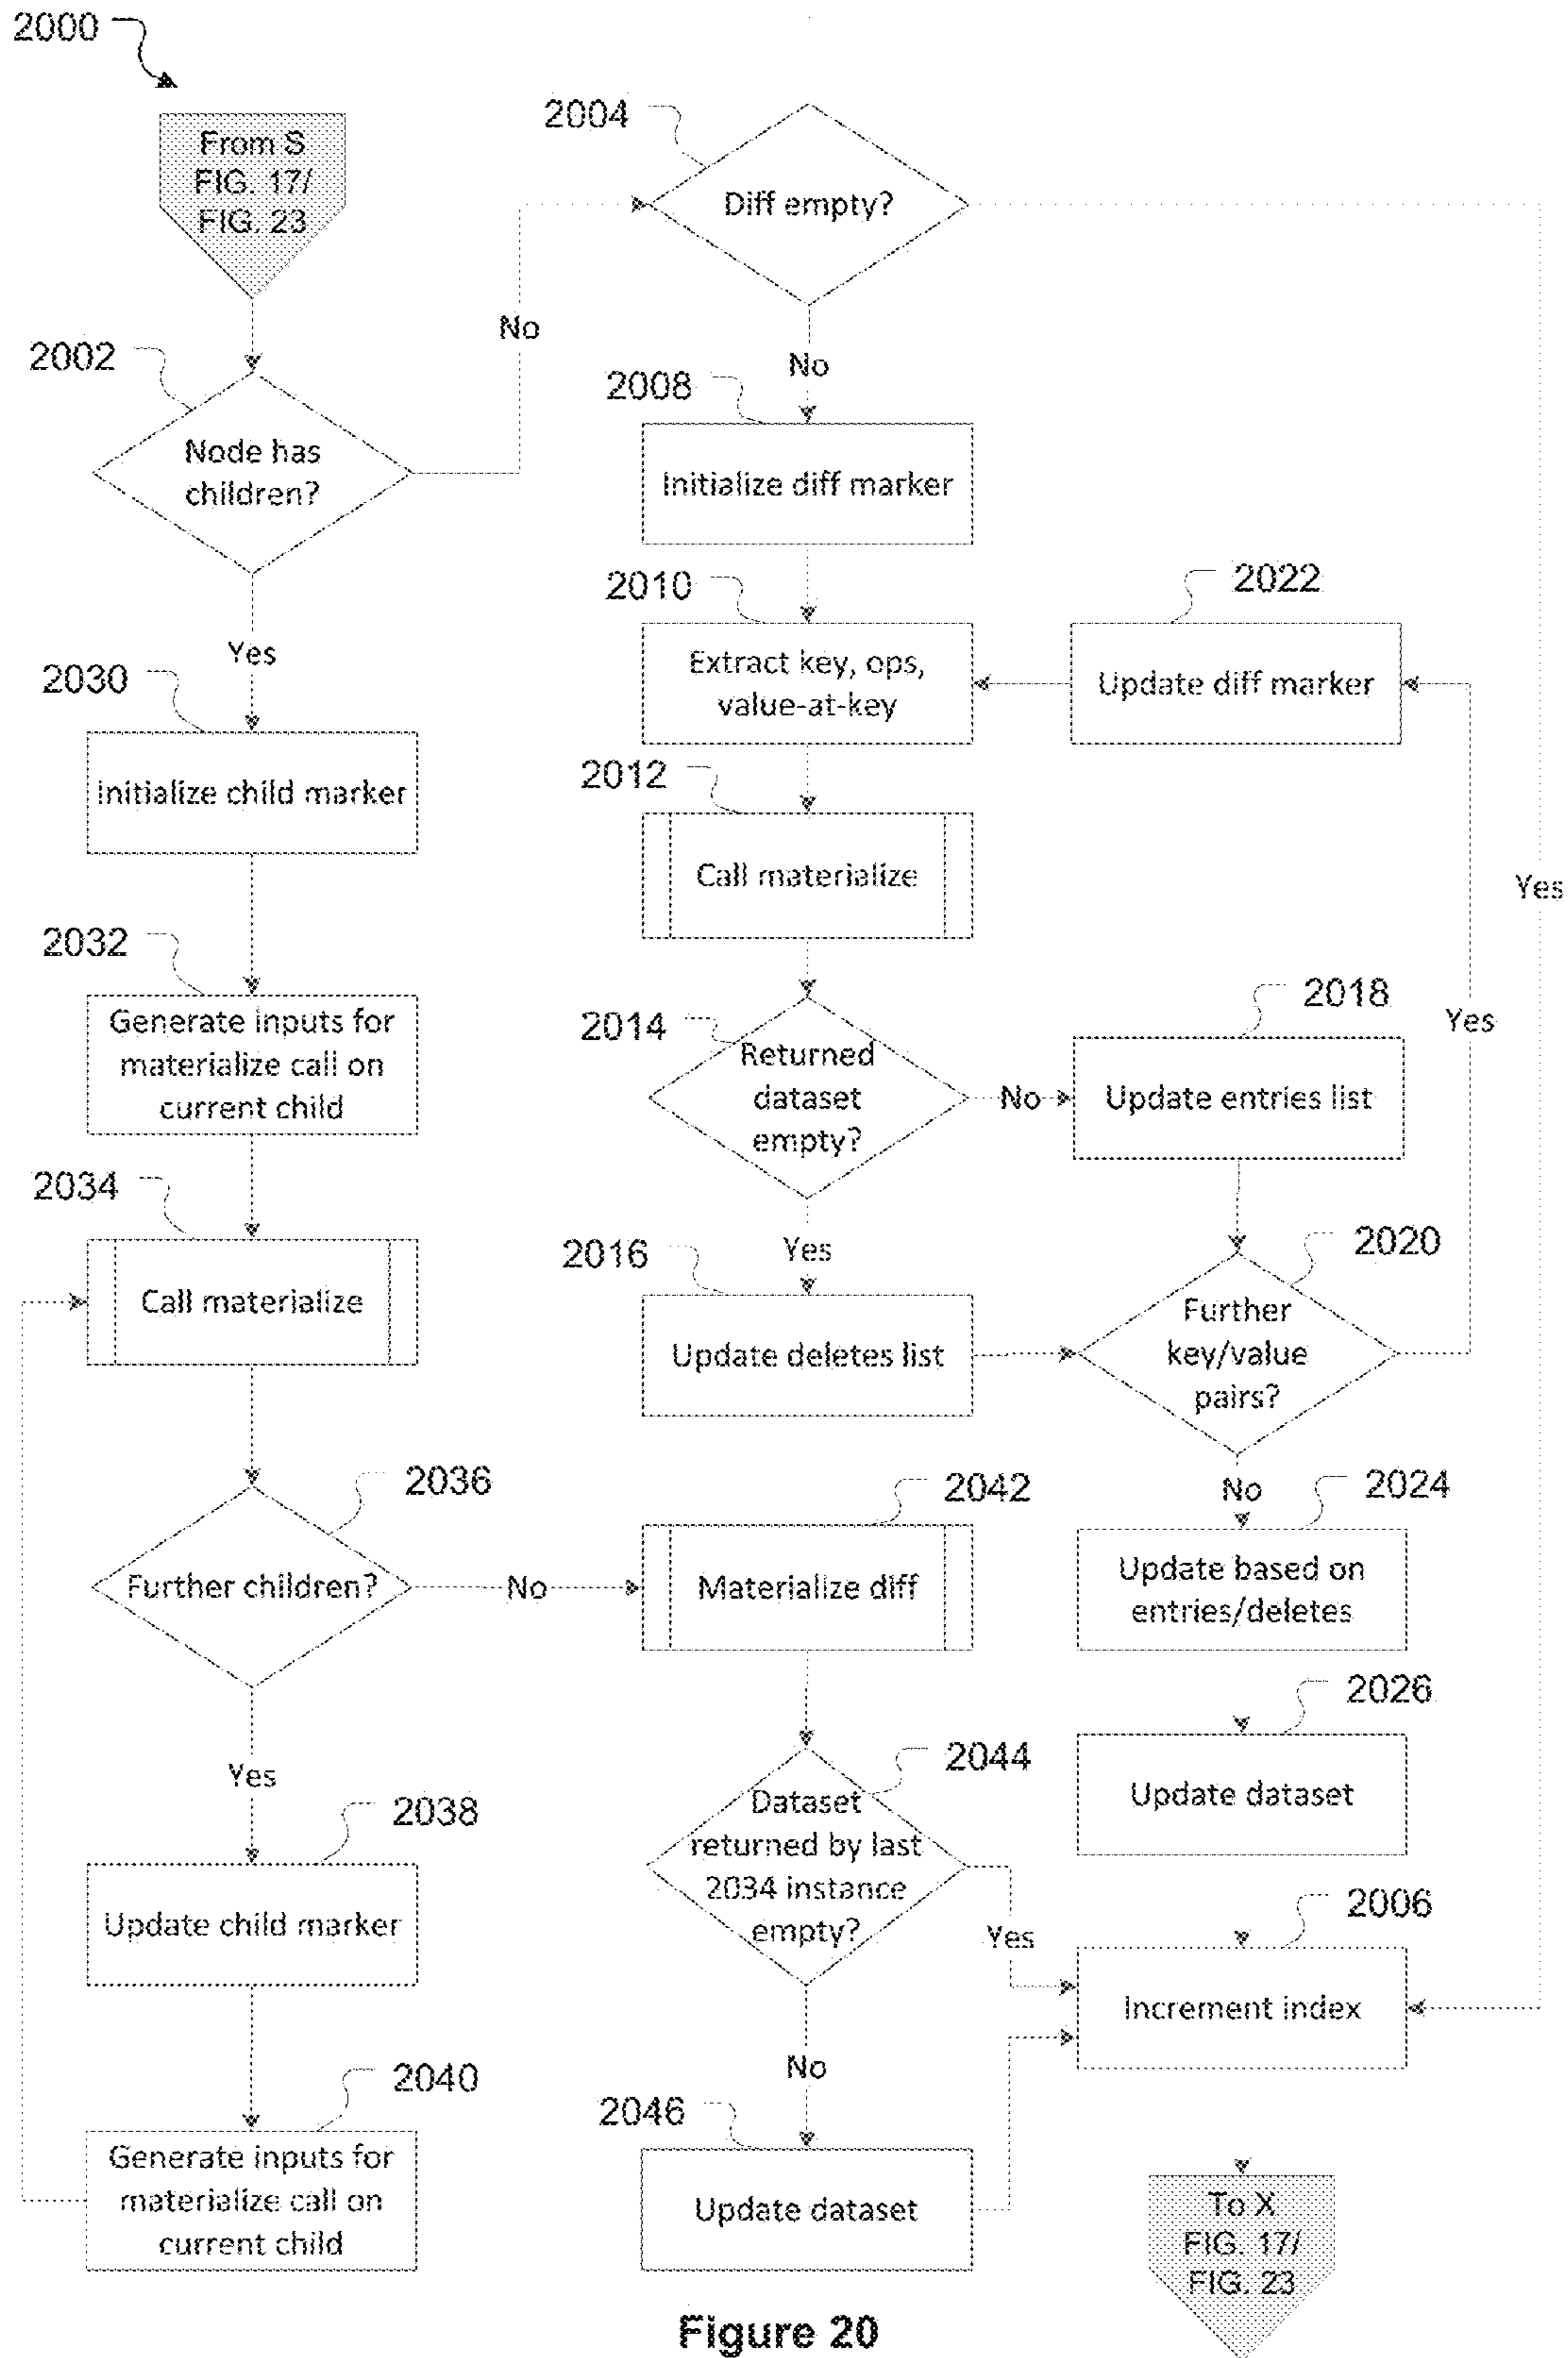 2000
From S
FIG. 17/
FIG. 23
2004
Diff empty?
No
2002
Node has
children?
No
2008
Initialize diff marker
2010
Extract key, ops,
value-at-key
2022
Update diff marker
Yes
2030
Initialize child marker
2012
Call materialize
Yes
2032
Generate inputs for
materialize call on
current child
2014
Returned
dataset
empty?
No
2018
Update entries list
Yes
2034
Call materialize
2016
Yes
Update deletes list
2020
Further
key/value
pairs?
2036
Further children?
No
2042
Materialize diff
No
2024
Update based on
entries/deletes
2026
Update dataset
Yes
2038
Update child marker
2044
Dataset
returned by last
2034 instance
empty?
Yes
2006
Increment index
2040
Generate inputs for
materialize call on
current child
No
2046
Update dataset
To X
FIG. 17/
FIG. 23
Figure 20